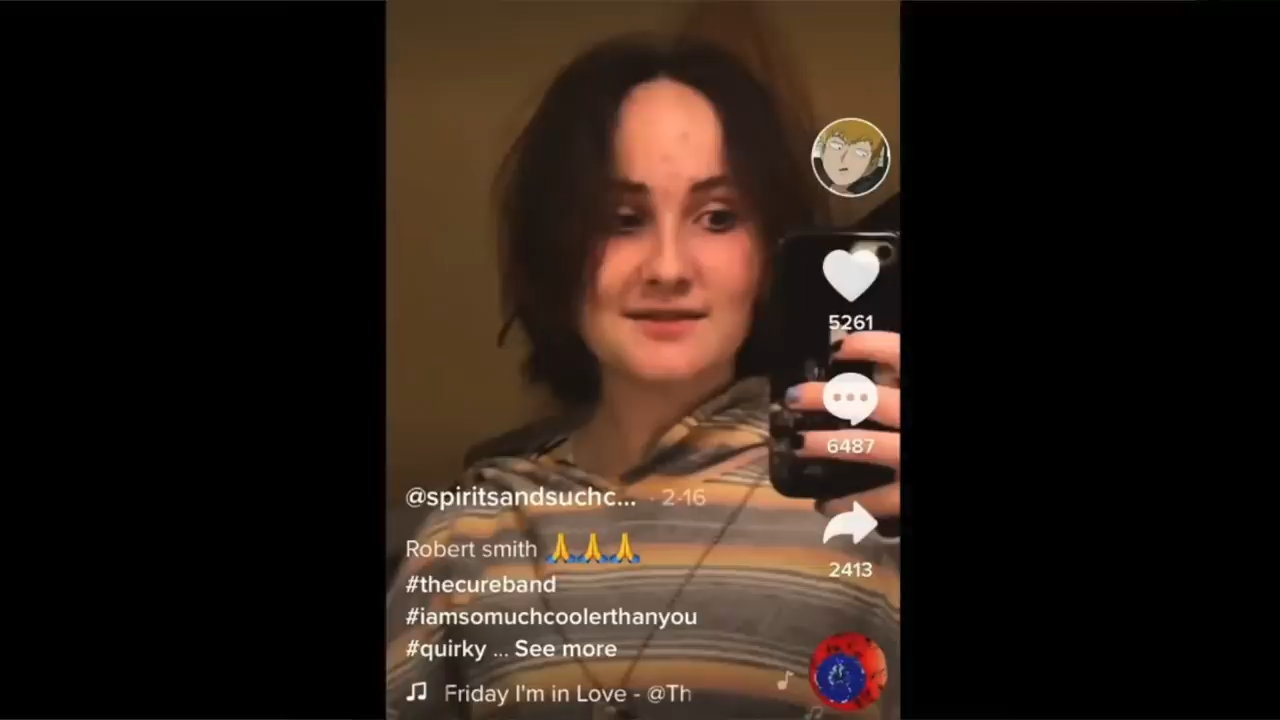 5261
6487
@spiritsandsuchc... · 2-16
Robert smith 🙏🙏🙏
2413
#thecureband
#iamsomuchcoolerthanyou
#quirky ... See more
Friday I'm in Love - @Th